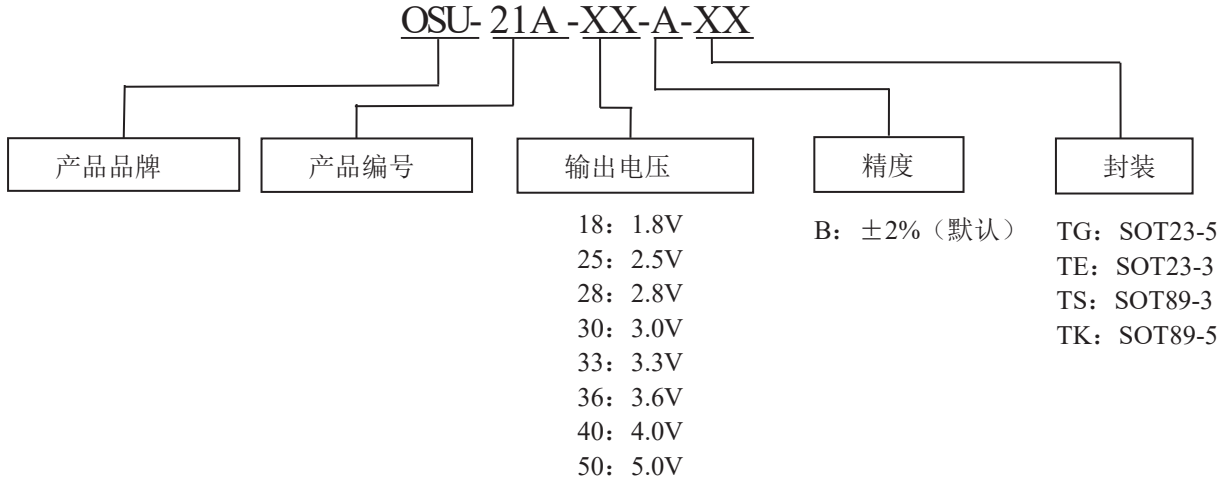 OSU- 21A -XX-A-XX
产品品牌
产品编号
输出电压
精度
封装
18：1.8V
25：2.5V
28：2.8V
30：3.0V
33：3.3V
36：3.6V
40：4.0V
50：5.0V
B：±2%（默认）
TG：SOT23-5
TE：SOT23-3
TS：SOT89-3
TK：SOT89-5